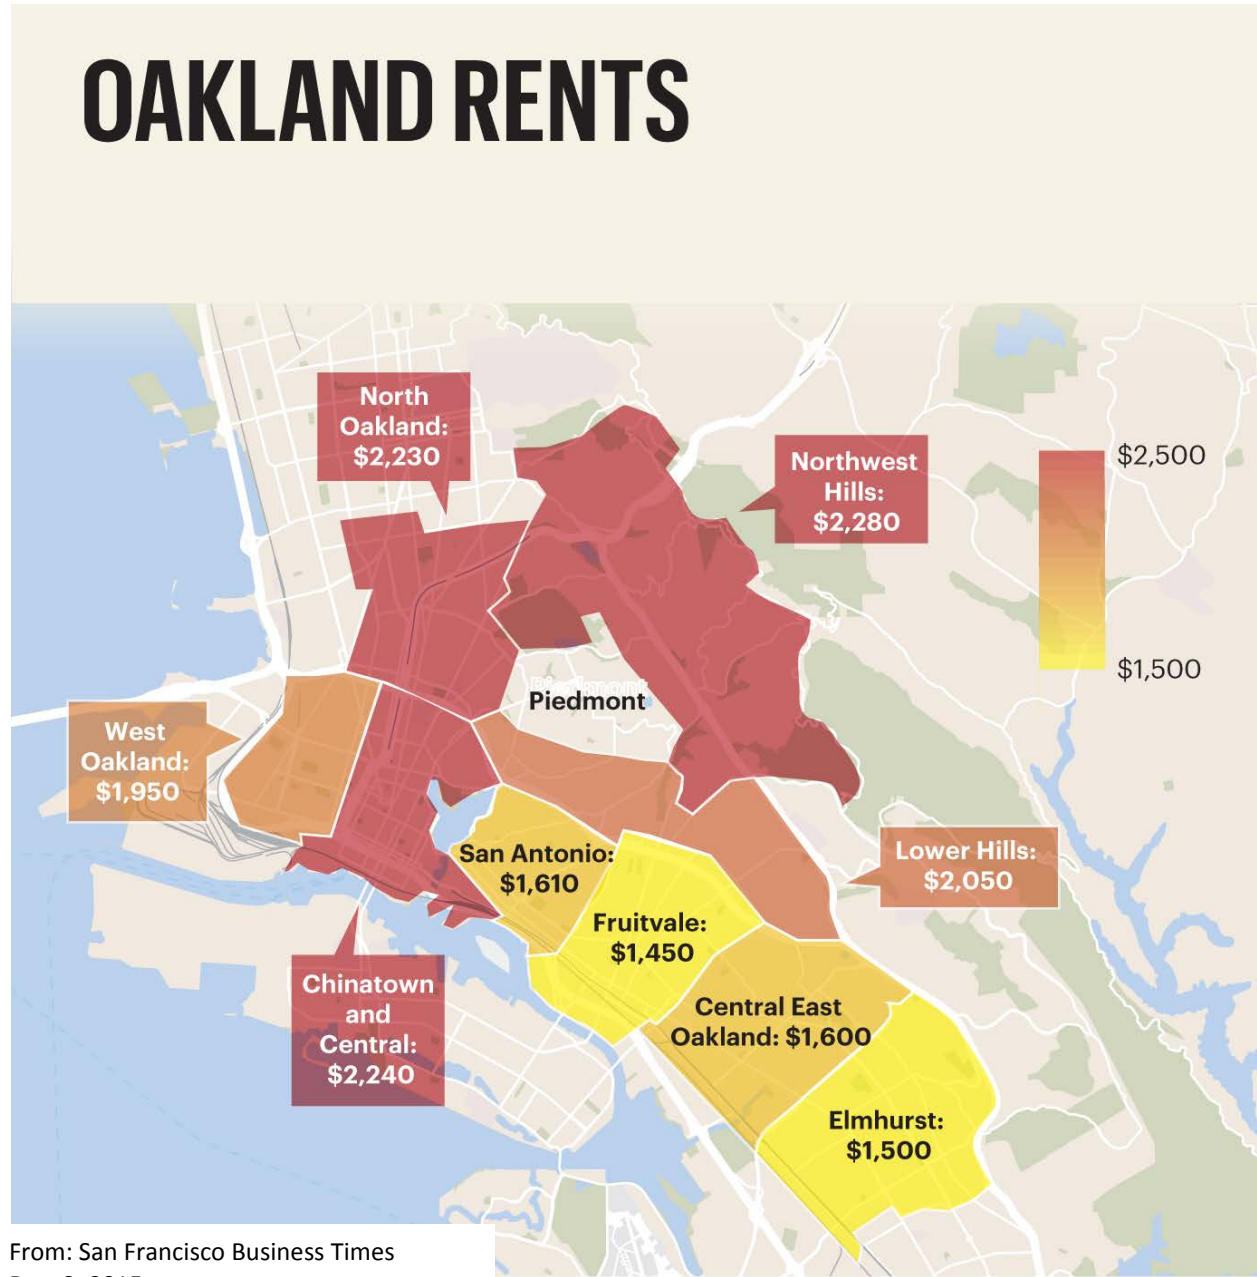 OAKLAND RENTS
North
Oakland:
$2,230
Northwest
Hills:
$2,280
$2,500
$1,500
Piedmont
West
Oakland:
$1,950
San Antonio:
$1,610
Lower Hills:
$2,050
Fruitvale:
$1,450
Chinatown
and
Central:
$2,240
Central East
Oakland: $1,600
Elmhurst:
$1,500
From: San Francisco Business Times